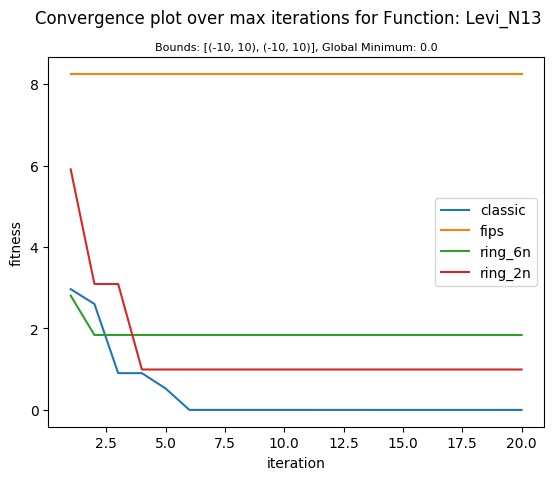 Convergence plot over max iterations for Function: Levi_N13
Bounds: [(-10, 10), (-10, 10)], Global Minimum: 0.0
8
6
4
2
0
fitness
classic
fips
ring_6n
ring_2n
2.5 5.0 7.5 10.0 12.5 15.0 17.5 20.0
iteration